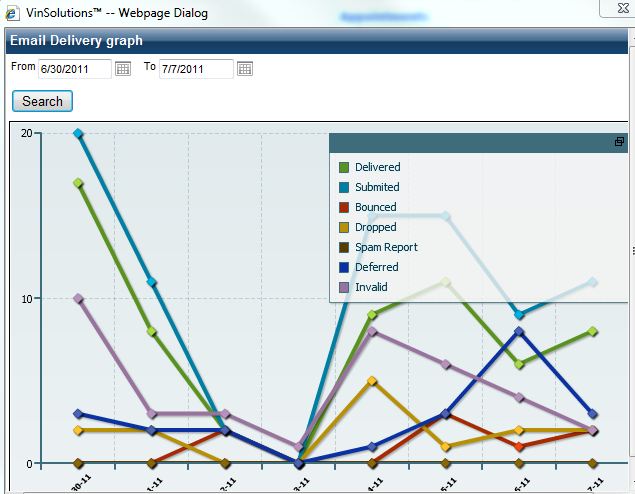 VinSolutions™ -- Webpage Dialog
Email Delivery graph
From 6/30/2011 To 7/7/2011
Search
20
10
0
Delivered
Submited
Bounced
Dropped
Spam Report
Deferred
Invalid
30-11
1-11
2-11
3-11
4-11
5-11
6-11
7-11